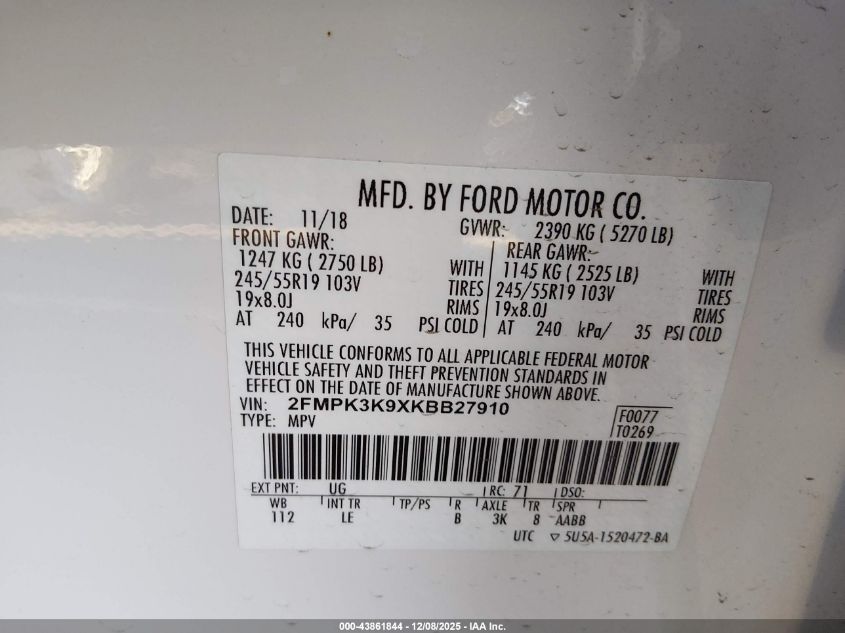 MFD. BY FORD MOTOR CO.
DATE: 11/18 GVWR: 2390 KG ( 5270 LB)
FRONT GAWR: REAR GAWR:
1247 KG ( 2750 LB) WITH 1145 KG ( 2525 LB) WITH
245/55R19 103V TIRES 245/55R19 103V TIRES
19x8.0J RIMS 19x8.0J RIMS
AT 240 kPa/ 35 PSI COLD AT 240 kPa/ 35 PSI COLD
THIS VEHICLE CONFORMS TO ALL APPLICABLE FEDERAL MOTOR
VEHICLE SAFETY AND THEFT PREVENTION STANDARDS IN
EFFECT ON THE DATE OF MANUFACTURE SHOWN ABOVE.
VIN: 2FMPK3K9XKBB27910 F0077
TYPE: MPV T0269
EXT PNT: UG RC: 71 DSO:
WB INT TR TP/PS R AXLE TR SPR
112 LE B 3K 8 AABB
UTC ▽ 5U5A-1520472-BA
000-43861844 - 12/08/2025 - IAA Inc.